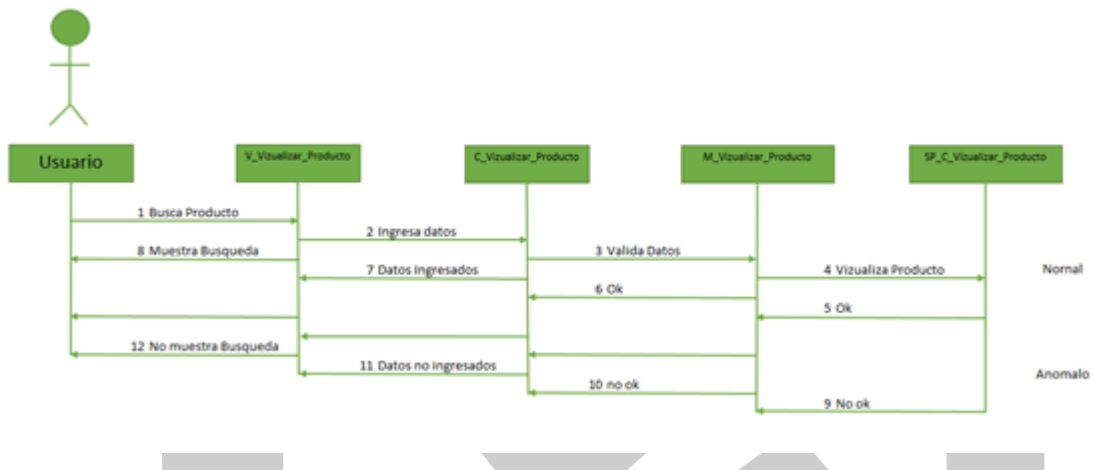 Usuario
V_Vizualizar_Producto
C_Vizualizar_Producto
M_Vizualizar_Producto
SP_C_Vizualizar_Producto
1 Busca Producto
2 Ingresa datos
8 Muestra Busqueda
3 Valida Datos
7 Datos Ingresados
4 Vizualiza Producto
Nornal
6 Ok
5 Ok
12 No muestra Busqueda
11 Datos no ingresados
Anomalo
10 no ok
9 No ok